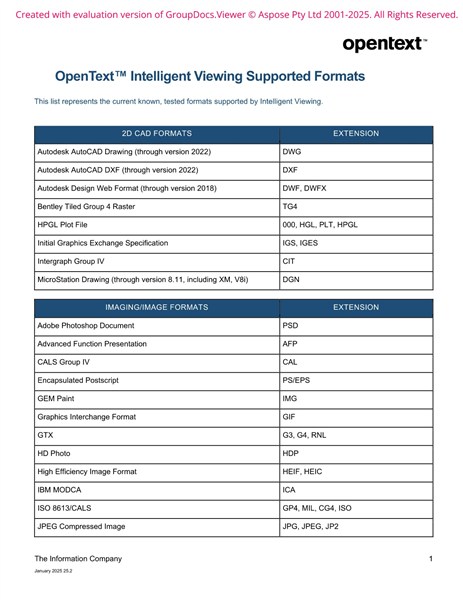 Created with evaluation version of GroupDocs.Viewer © Aspose Pty Ltd 2001-2025. All Rights Reserved.
opentext™
OpenText™ Intelligent Viewing Supported Formats
This list represents the current known, tested formats supported by Intelligent Viewing.
2D CAD FORMATS EXTENSION
Autodesk AutoCAD Drawing (through version 2022) DWG
Autodesk AutoCAD DXF (through version 2022) DXF
Autodesk Design Web Format (through version 2018) DWF, DWFX
Bentley Tiled Group 4 Raster TG4
HPGL Plot File 000, HGL, PLT, HPGL
Initial Graphics Exchange Specification IGS, IGES
Intergraph Group IV CIT
MicroStation Drawing (through version 8.11, including XM, V8i) DGN
IMAGING/IMAGE FORMATS EXTENSION
Adobe Photoshop Document PSD
Advanced Function Presentation AFP
CALS Group IV CAL
Encapsulated Postscript PS/EPS
GEM Paint IMG
Graphics Interchange Format GIF
GTX G3, G4, RNL
HD Photo HDP
High Efficiency Image Format HEIF, HEIC
IBM MODCA ICA
ISO 8613/CALS GP4, MIL, CG4, ISO
JPEG Compressed Image JPG, JPEG, JP2
The Information Company 1
January 2025 25.2